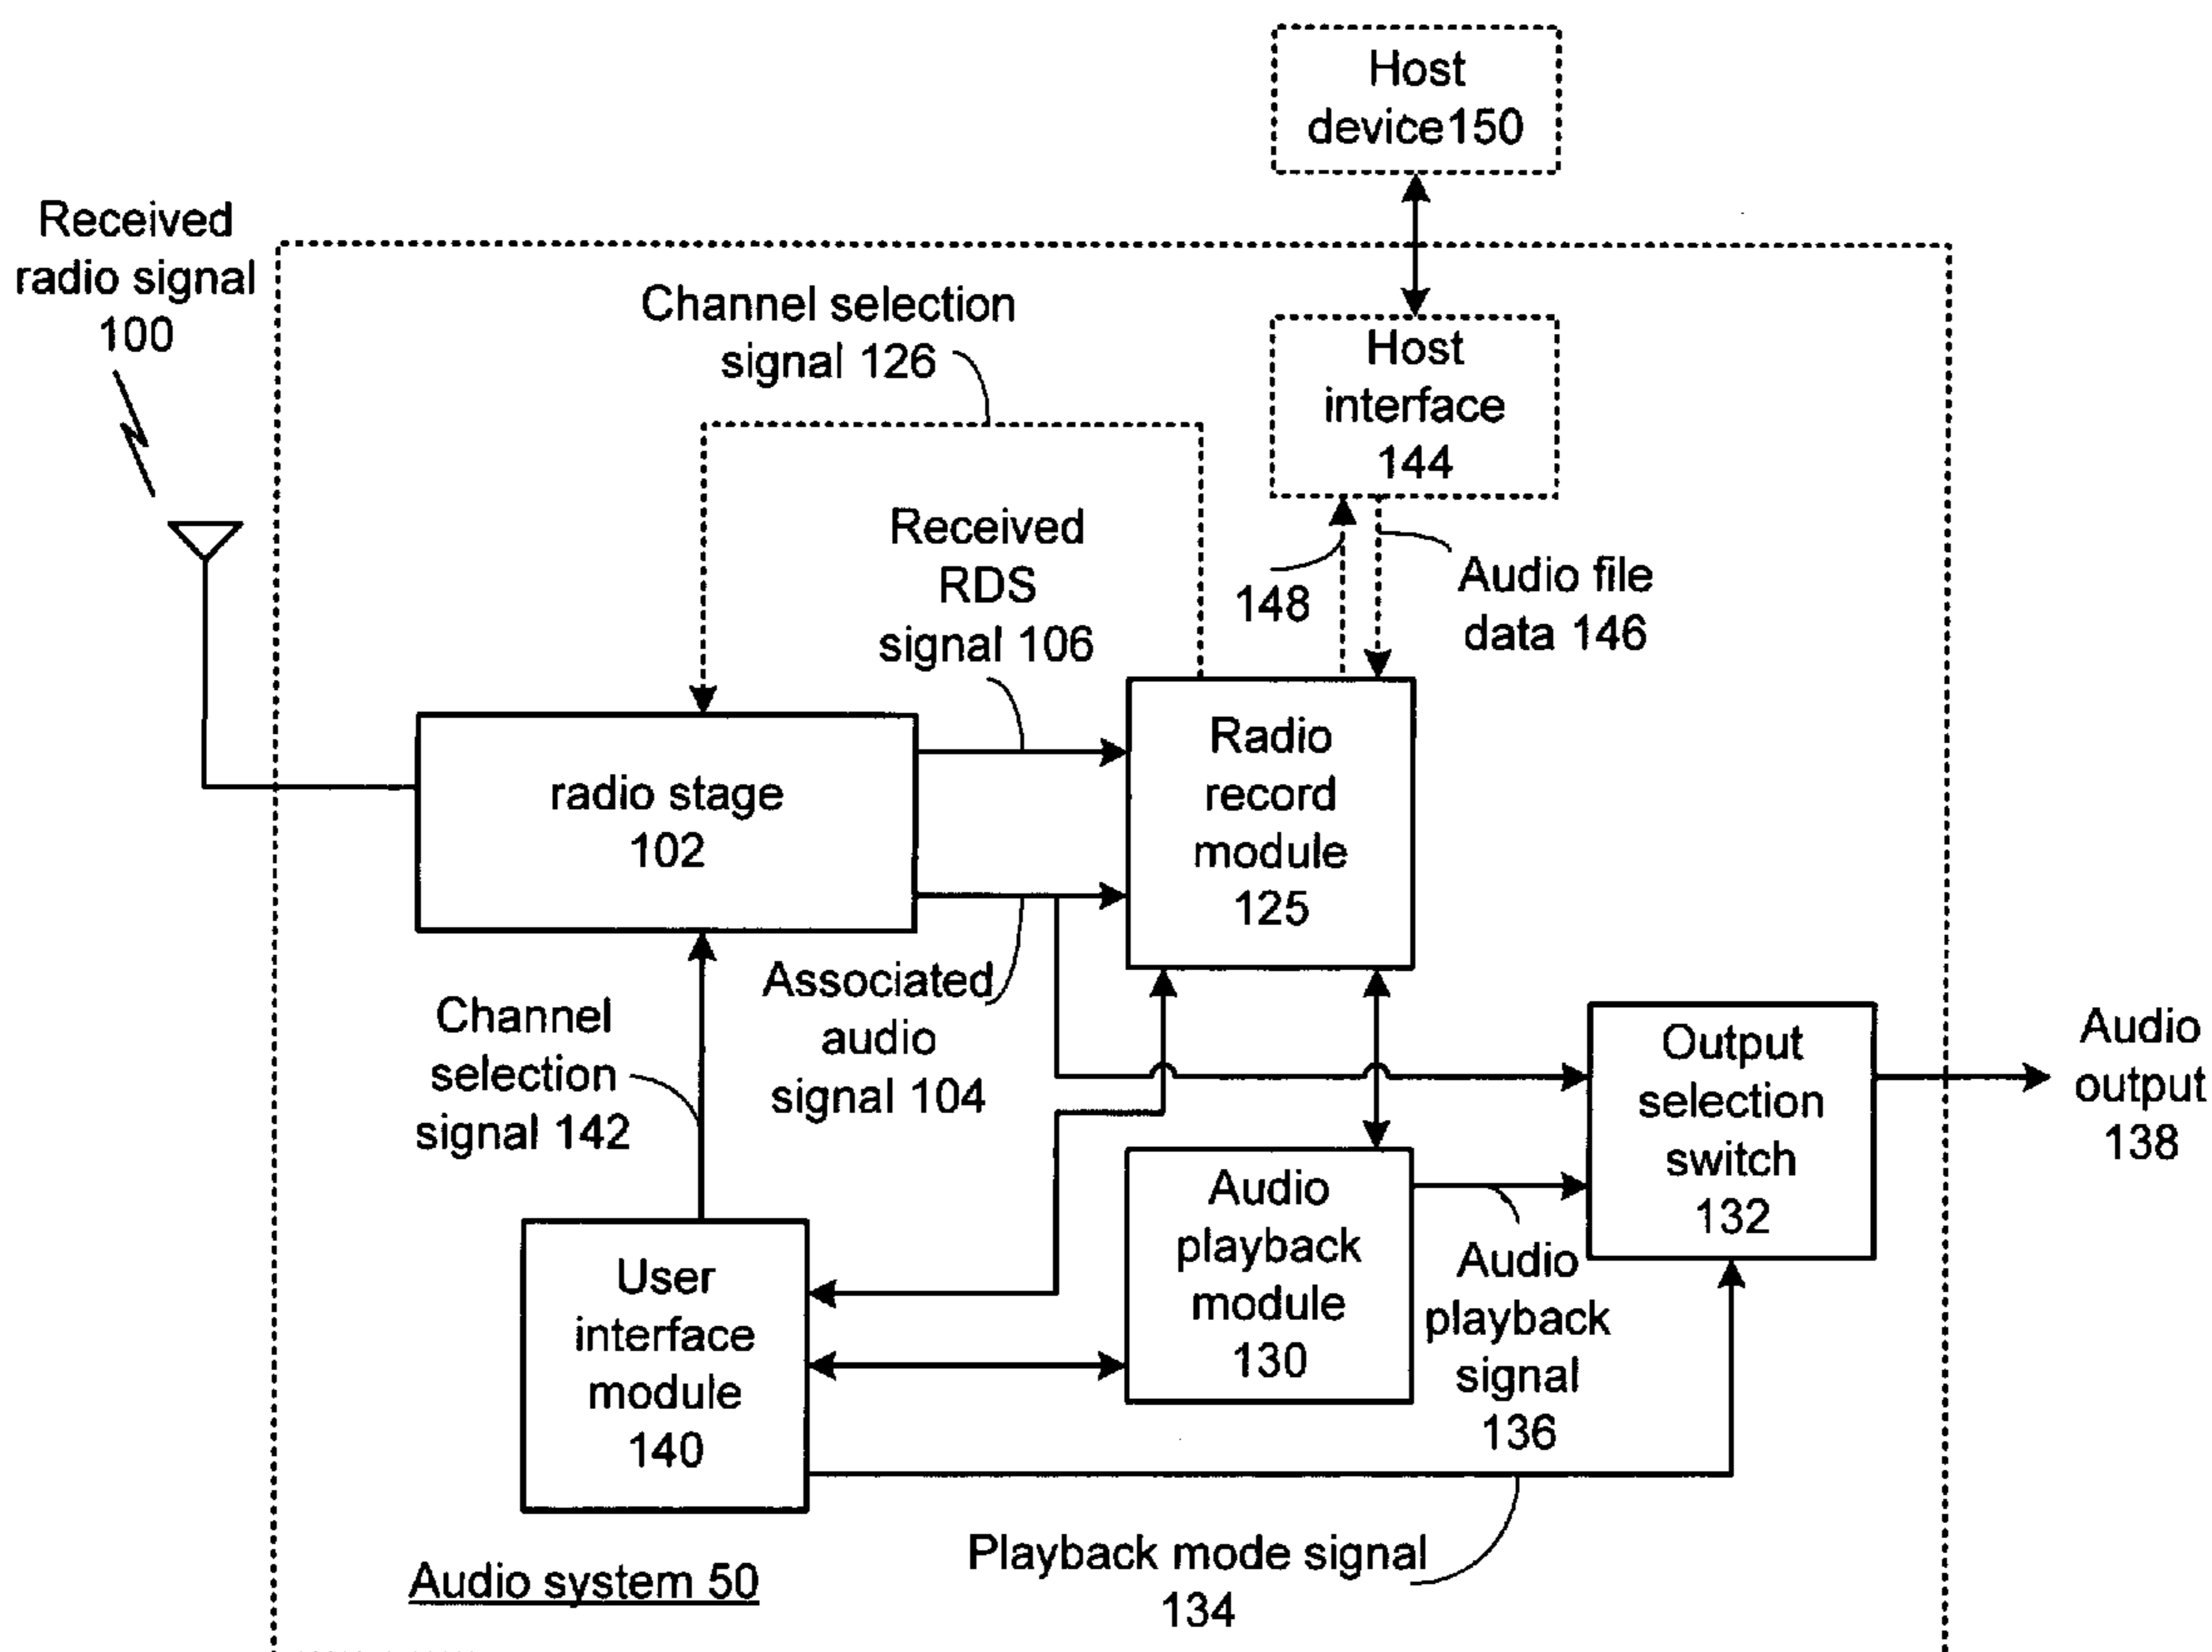 Host
device150
Received
radio signal
100
Channel selection
signal 126
Host
interface
144
Received
RDS
signal 106
148
Audio file
data 146
radio stage
102
Radio
record
module
125
Channel
selection
signal 142
Associated
audio
signal 104
Output
selection
switch
132
Audio
output
138
User
interface
module
140
Audio
playback
module
130
Audio
playback
signal
136
Playback mode signal
134
Audio system 50